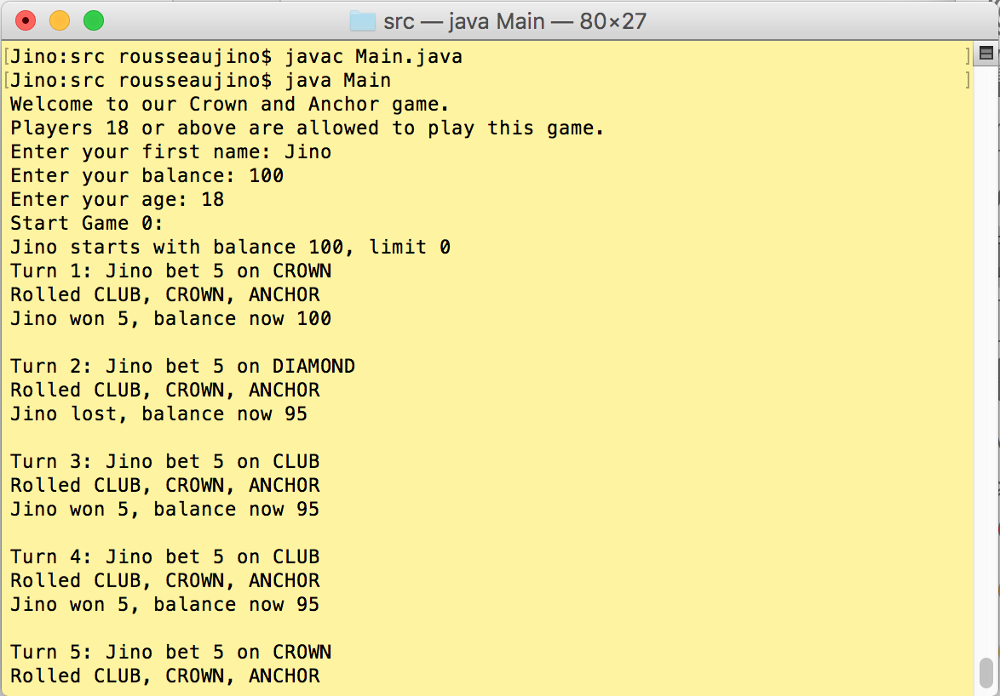 src — java Main — 80×27
[Jino:src rousseaujino$ javac Main.java ]
[Jino:src rousseaujino$ java Main ]
Welcome to our Crown and Anchor game.
Players 18 or above are allowed to play this game.
Enter your first name: Jino
Enter your balance: 100
Enter your age: 18
Start Game 0:
Jino starts with balance 100, limit 0
Turn 1: Jino bet 5 on CROWN
Rolled CLUB, CROWN, ANCHOR
Jino won 5, balance now 100
Turn 2: Jino bet 5 on DIAMOND
Rolled CLUB, CROWN, ANCHOR
Jino lost, balance now 95
Turn 3: Jino bet 5 on CLUB
Rolled CLUB, CROWN, ANCHOR
Jino won 5, balance now 95
Turn 4: Jino bet 5 on CLUB
Rolled CLUB, CROWN, ANCHOR
Jino won 5, balance now 95
Turn 5: Jino bet 5 on CROWN
Rolled CLUB, CROWN, ANCHOR